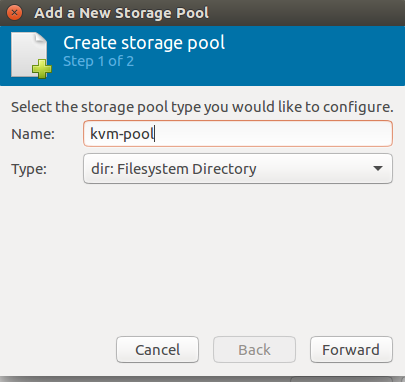 Add a New Storage Pool
Create storage pool
Step 1 of 2
Select the storage pool type you would like to configure.
Name: kvm-pool
Type: dir: Filesystem Directory
Cancel Back Forward